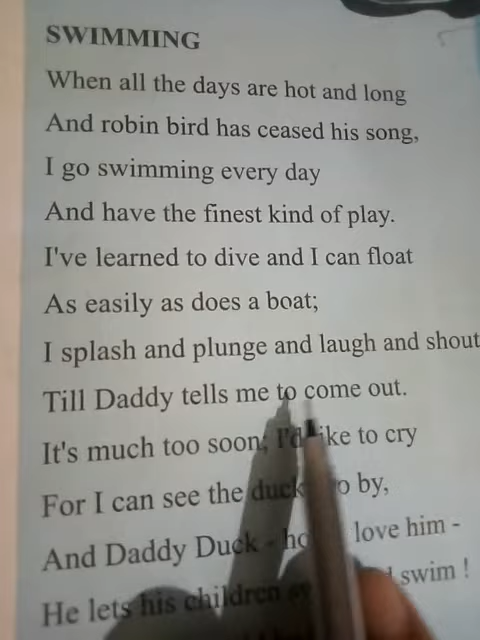 SWIMMING
When all the days are hot and long
And robin bird has ceased his song,
I go swimming every day
And have the finest kind of play.
I've learned to dive and I can float
As easily as does a boat;
I splash and plunge and laugh and shout
Till Daddy tells me to come out.
It's much too soon; I'd like to cry
For I can see the duck by,
And Daddy Duck - love him -
He lets his children swim !